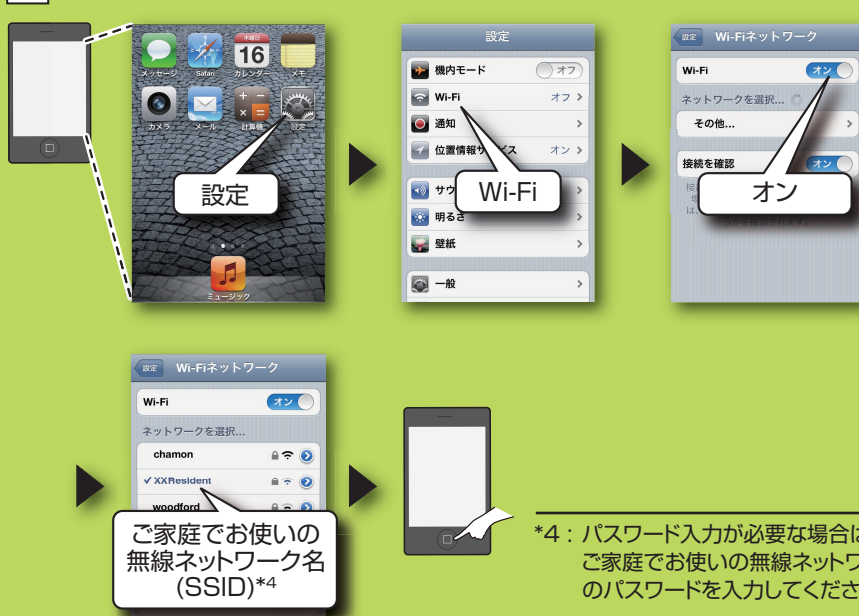 木曜日
16
メッセージ
Safari
カレンダー
メモ
カメラ
メール
計算機
設定
設定
ミュージック
設定
機内モード
オフ
Wi-Fi
オフ
通知
位置情報サ
ス
オン
サウ
Wi-Fi
明るさ
壁紙
一般
設定
Wi-Fiネットワーク
Wi-Fi
オン
ネットワークを選択...
その他...
接続を確認
オン
オン
設定
Wi-Fiネットワーク
Wi-Fi
オン
ネットワークを選択...
chamon
✓ XXResident
woodford
ご家庭でお使いの
無線ネットワーク名
(SSID)*4
*4 : パスワード入力が必要な場合は
ご家庭でお使いの無線ネットワ
のパスワードを入力してくださ